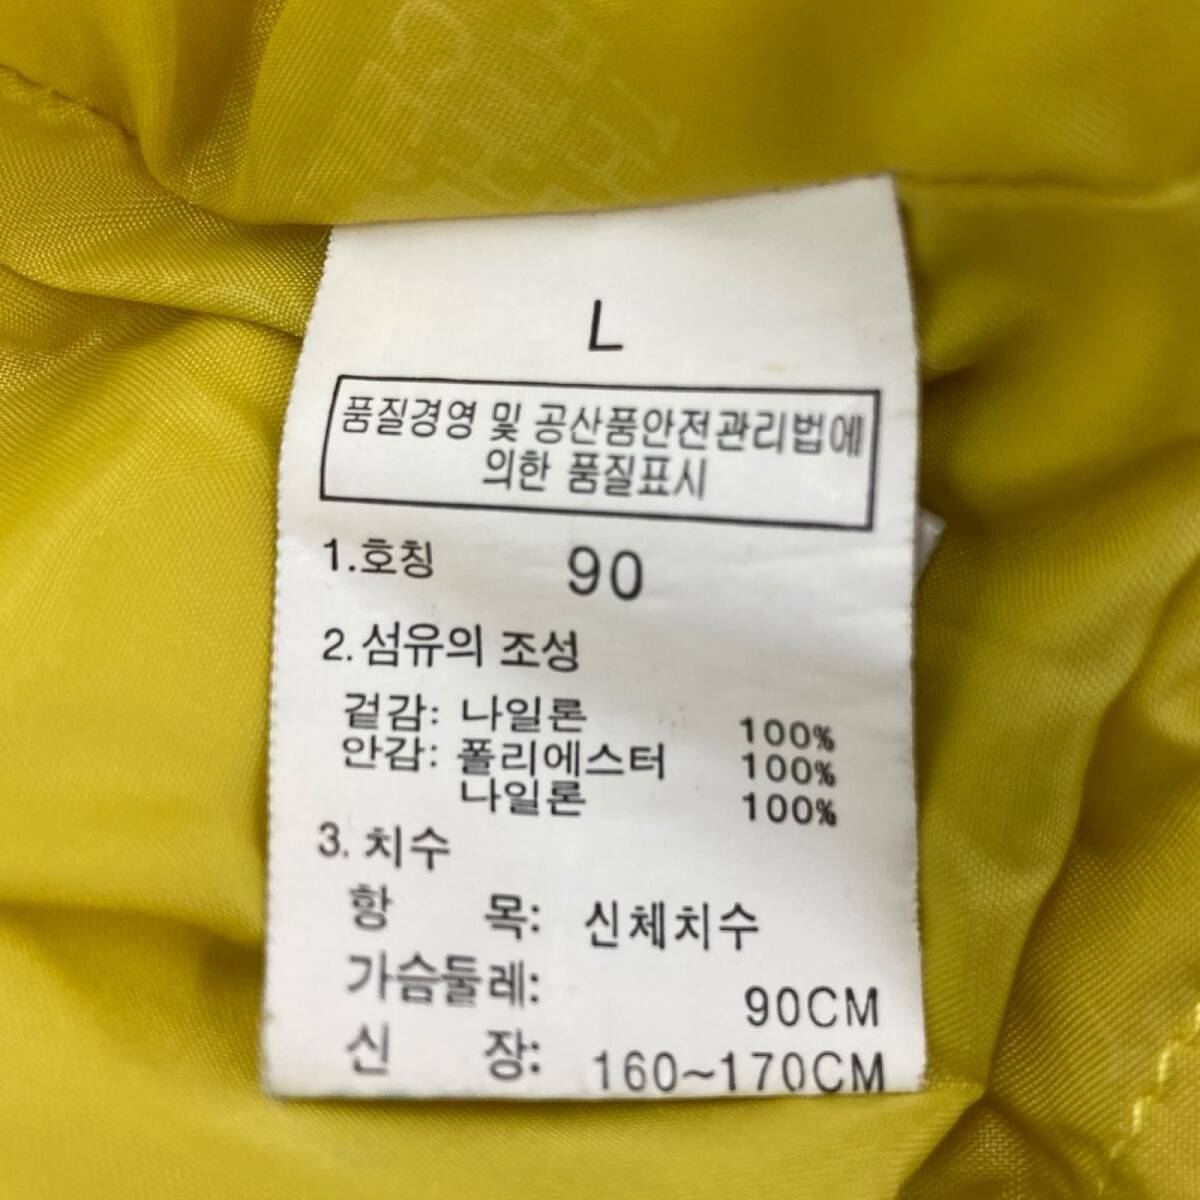 L
품질경영 및 공산품안전관리법에
의한 품질표시
1.호칭 90
2.섬유의 조성
겉감: 나일론 100%
안감: 폴리에스터 100%
나일론 100%
3. 치수
항 목: 신체치수
가슴둘레: 90CM
신 장: 160~170CM